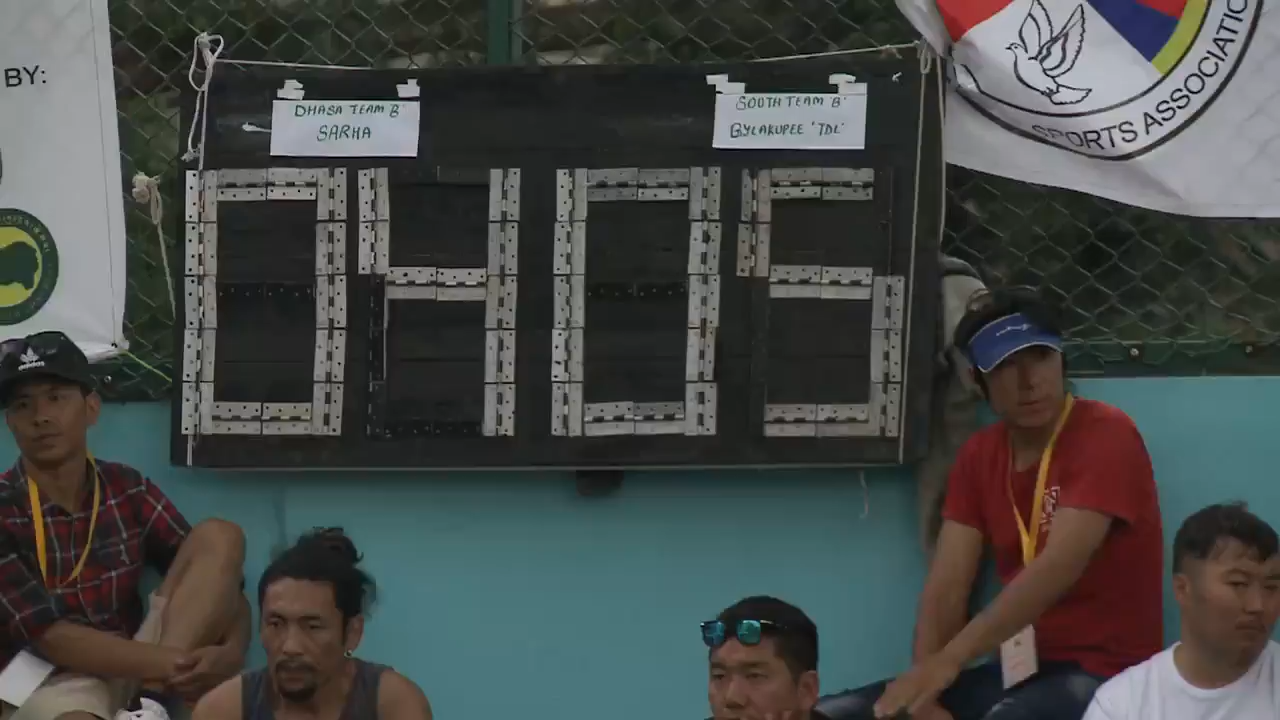 BY:
DHASA TEAM B
SARHA
SOUTH TEAM B'
BYLAKUPEE 'TDL'
SPORTS ASSOCIATIO
04 05